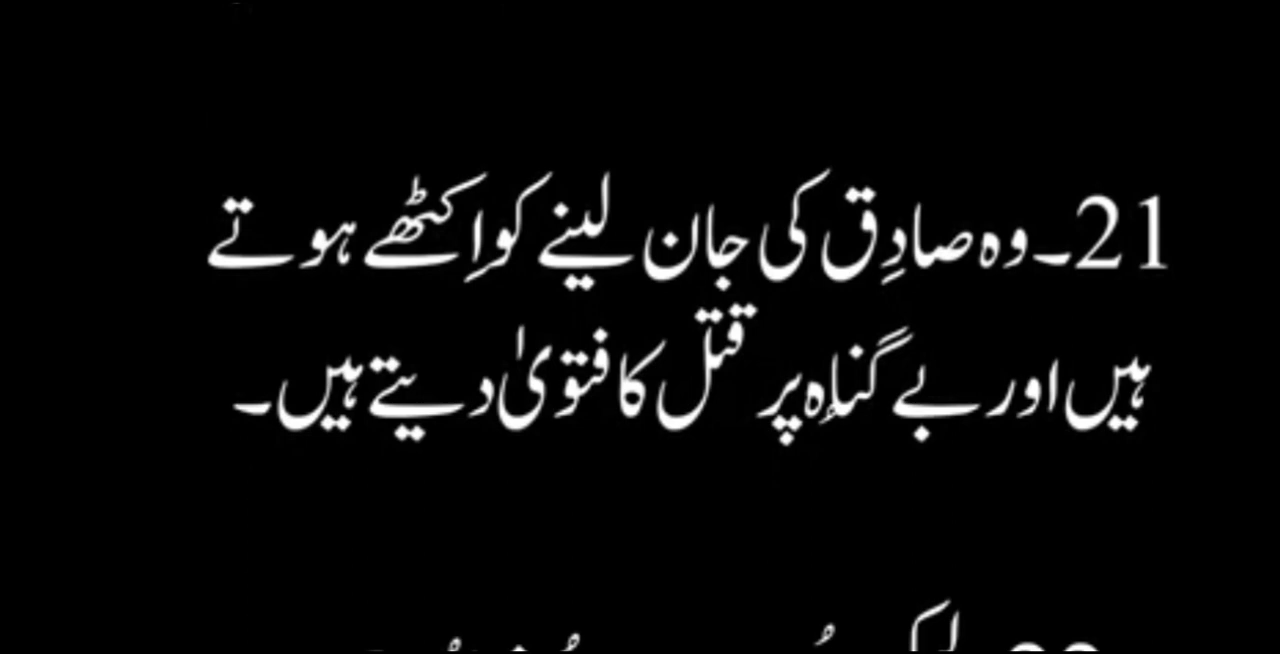 21۔وہ صادِق کی جان لینے کو اِکٹھے ہوتے
ہیں اور بے گناہ پر قتل کا فتویٰ دیتے ہیں۔